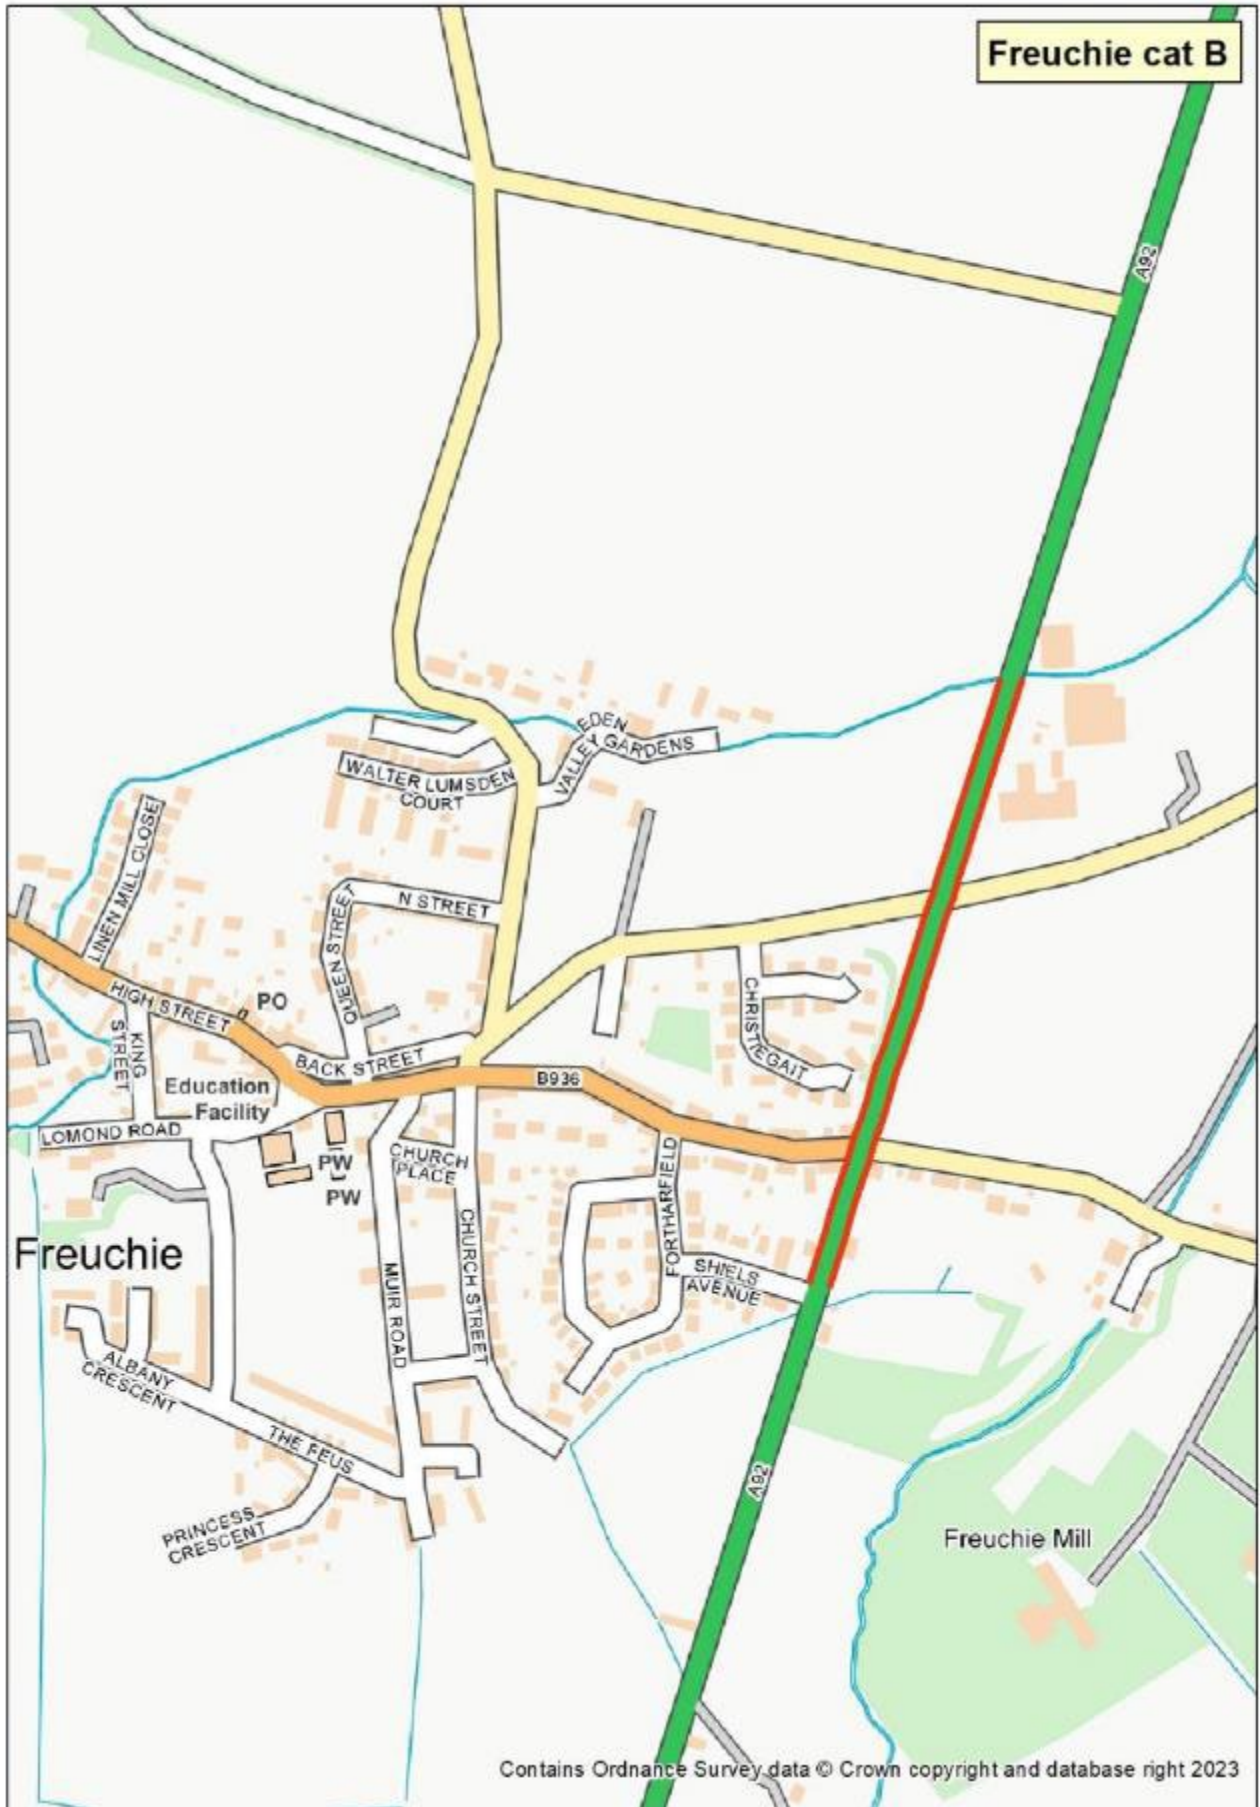 Freuchie cat B
A92
EDEN
VALLEY GARDENS
WALTER LUMSDEN
COURT
LINEN MILL CLOSE
QUEEN STREET
N STREET
HIGH STREET
PO
KING
STREET
BACK STREET
CHRISTIEGAIT
B936
Education
Facility
LOMOND ROAD
PW
PW
CHURCH
PLACE
FORTHARFIELD
CHURCH STREET
MUIR ROAD
Freuchie
SHIELS
AVENUE
ALBANY
CRESCENT
THE FEUS
PRINCESS
CRESCENT
A92
Freuchie Mill
Contains Ordnance Survey data © Crown copyright and database right 2023